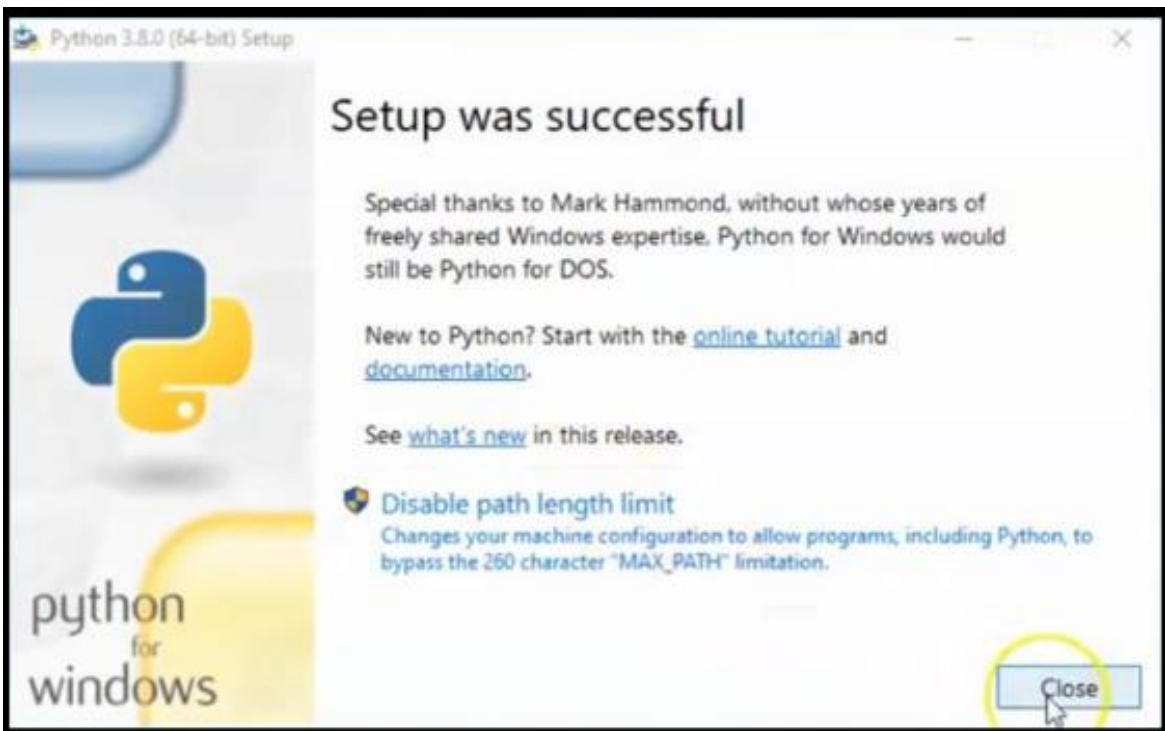 Python 3.8.0 (64-bit) Setup
Setup was successful
Special thanks to Mark Hammond, without whose years of
freely shared Windows expertise, Python for Windows would
still be Python for DOS.
New to Python? Start with the online tutorial and
documentation.
See what's new in this release.
Disable path length limit
Changes your machine configuration to allow programs, including Python, to
bypass the 260 character "MAX_PATH" limitation.
python
for
windows
Close